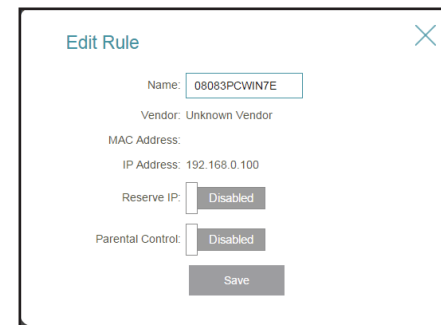 Edit Rule
Name: 08083PCWIN7E
Vendor: Unknown Vendor
MAC Address:
IP Address: 192.168.0.100
Reserve IP: Disabled
Parental Control: Disabled
Save